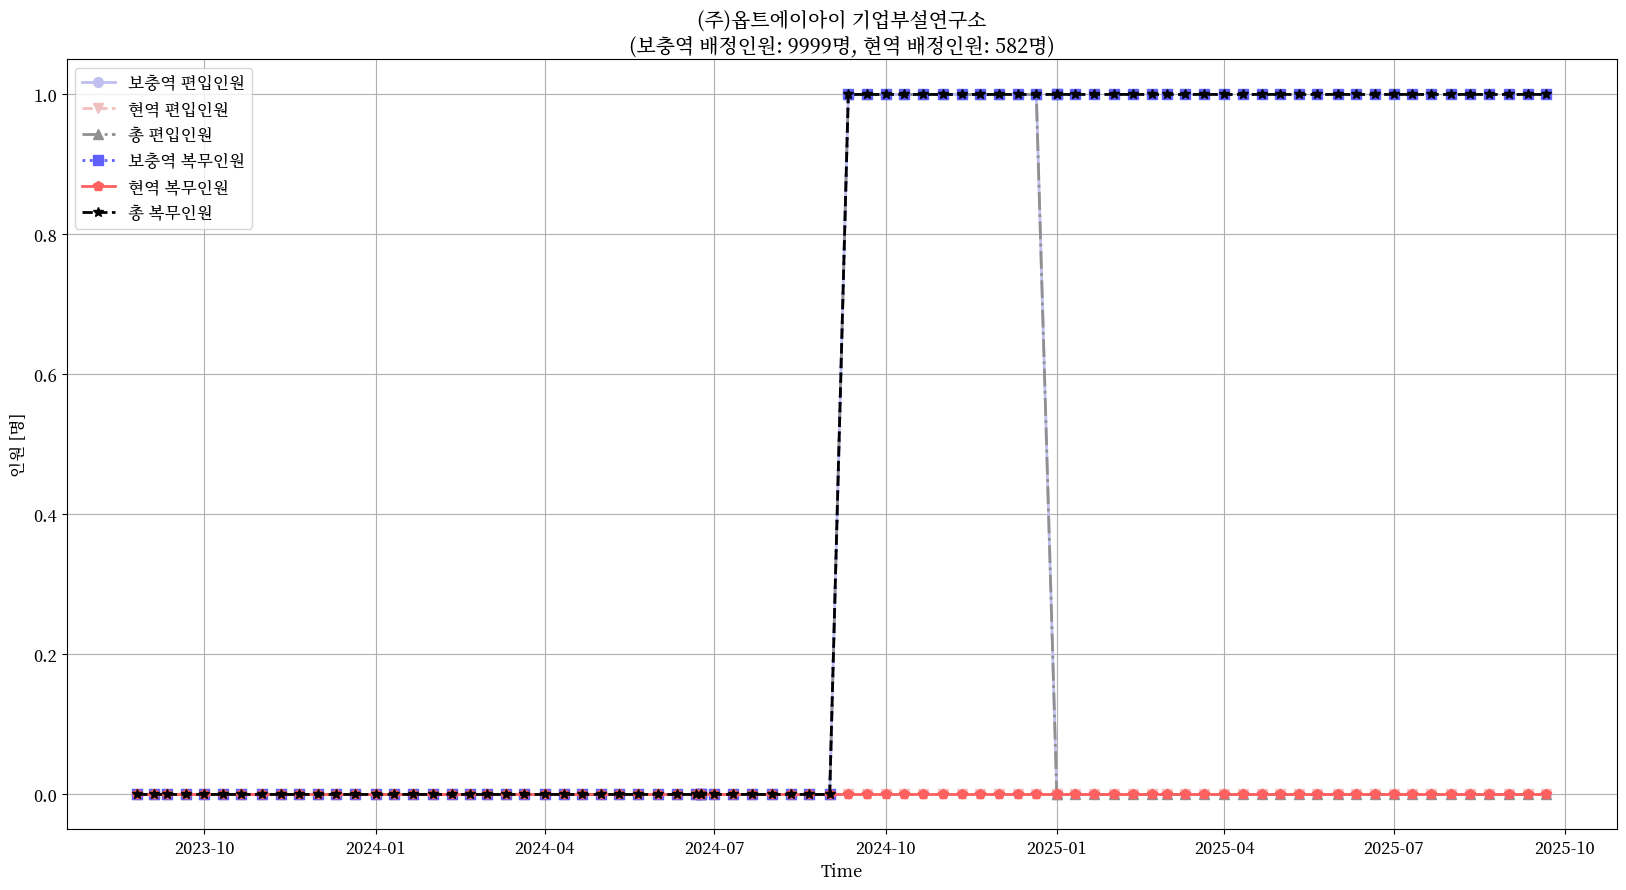 (주)옵트에이아이 기업부설연구소
(보충역 배정인원: 9999명, 현역 배정인원: 582명)
보충역 편입인원
현역 편입인원
총 편입인원
보충역 복무인원
현역 복무인원
총 복무인원
인원 [명]
1.0
0.8
0.6
0.4
0.2
0.0
2023-10
2024-01
2024-04
2024-07
2024-10
2025-01
2025-04
2025-07
2025-10
Time